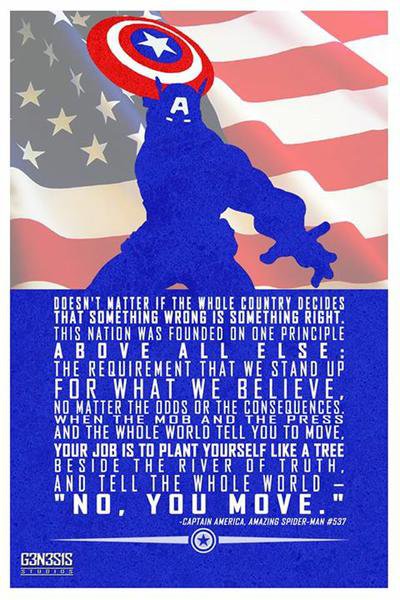 A
DOESN'T MATTER IF THE WHOLE COUNTRY DECIDES
THAT SOMETHING WRONG IS SOMETHING RIGHT.
THIS NATION WAS FOUNDED ON ONE PRINCIPLE
ABOVE ALL ELSE:
THE REQUIREMENT THAT WE STAND UP
FOR WHAT WE BELIEVE,
NO MATTER THE ODDS OR THE CONSEQUENCES.
WHEN THE MOB AND THE PRESS
AND THE WHOLE WORLD TELL YOU TO MOVE,
YOUR JOB IS TO PLANT YOURSELF LIKE A TREE
BESIDE THE RIVER OF TRUTH,
AND TELL THE WHOLE WORLD –
"NO, YOU MOVE."
-CAPTAIN AMERICA, AMAZING SPIDER-MAN #537
G3N3S1S
STUDIOS